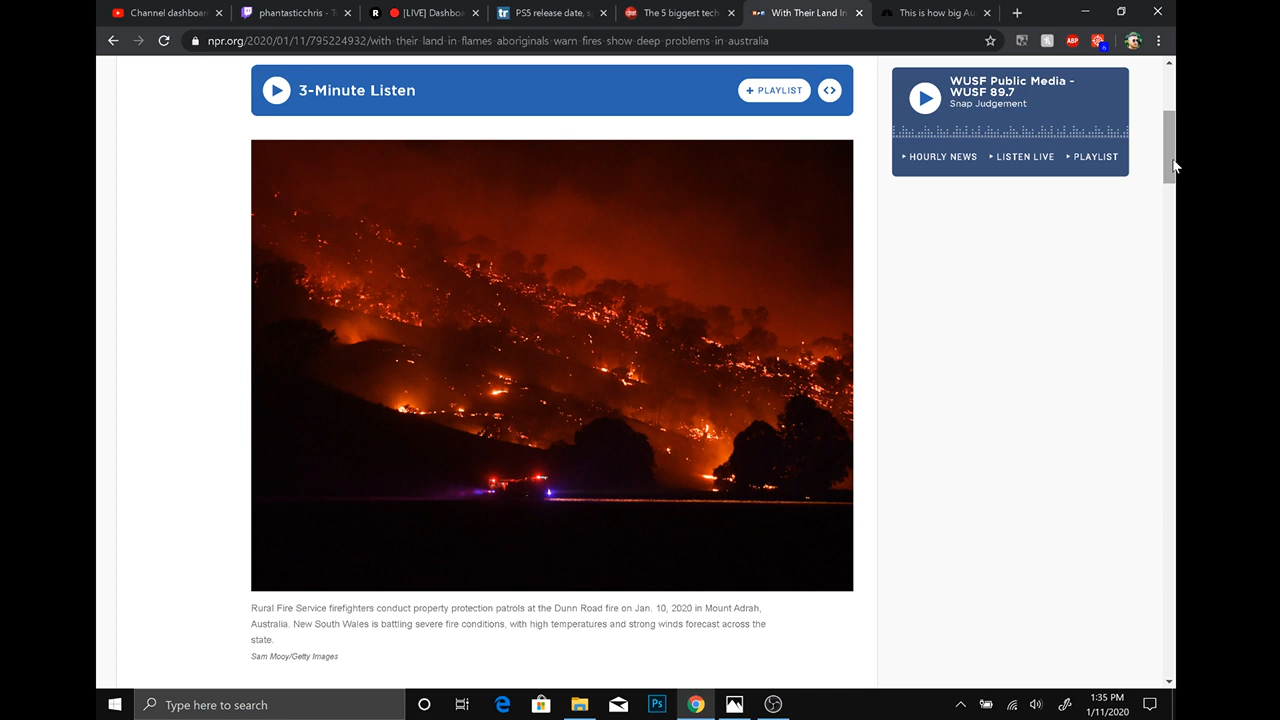 Channel dashboar
phantasticchris - T
R
[LIVE] Dashboa
tr
PS5 release date, s
The 5 biggest tech
With Their Land In
This is how big Au
npr.org/2020/01/11/795224932/with-their-land-in-flames-aboriginals-warn-fires-show-deep-problems-in-australia
ABP
3-Minute Listen
+ PLAYLIST
WUSF Public Media -
WUSF 89.7
Snap Judgement
HOURLY NEWS
LISTEN LIVE
PLAYLIST
Rural Fire Service firefighters conduct property protection patrols at the Dunn Road fire on Jan. 10, 2020 in Mount Adrah,
Australia. New South Wales is battling severe fire conditions, with high temperatures and strong winds forecast across the
state.
Sam Mooy/Getty Images
Type here to search
Ps
1:35 PM
1/11/2020